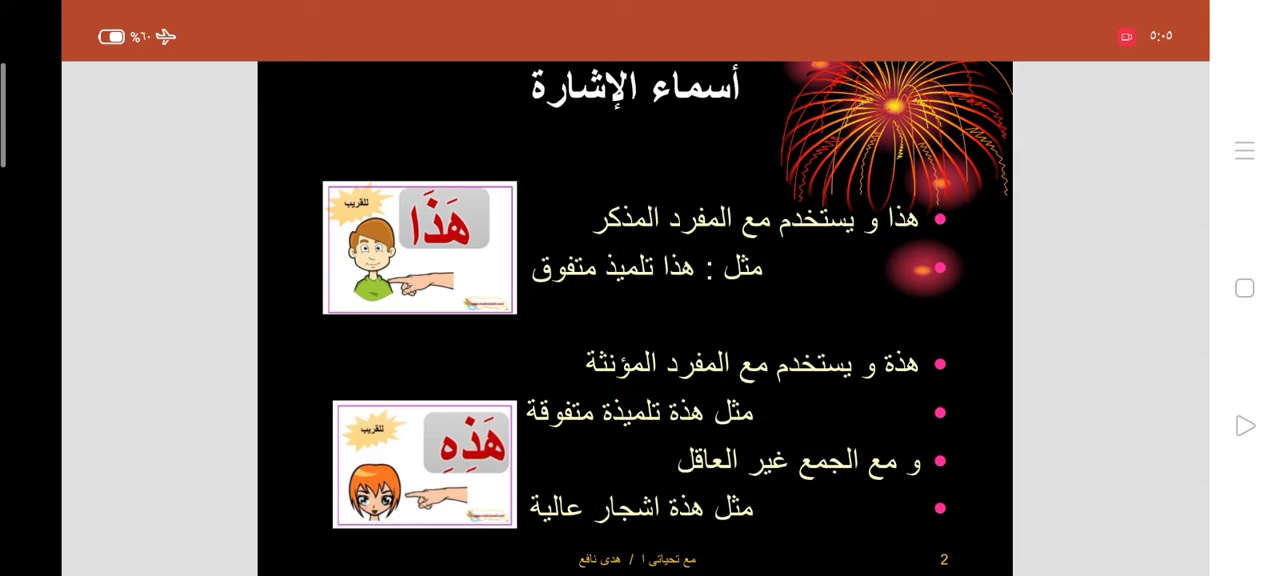 ٥:٠٥
%٦٠
أسماء الإشارة
هذا و يستخدم مع المفرد المذكر
مثل : هذا تلميذ متفوق
للقريب
هَذَا
هذة و يستخدم مع المفرد المؤنثة
مثل هذة تلميذة متفوقة
و مع الجمع غير العاقل
مثل هذة اشجار عالية
للقريب
هَذِهِ
مع تحياتى ا / هدى نافع
2